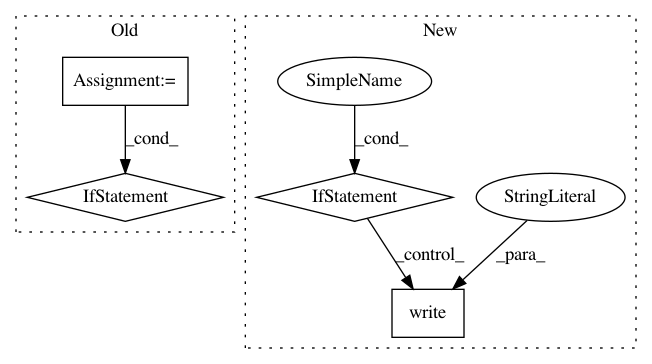 Old
New
Assignment:=
SimpleName
_cond_
_cond_
IfStatement
IfStatement
StringLiteral
_control_
_para_
write